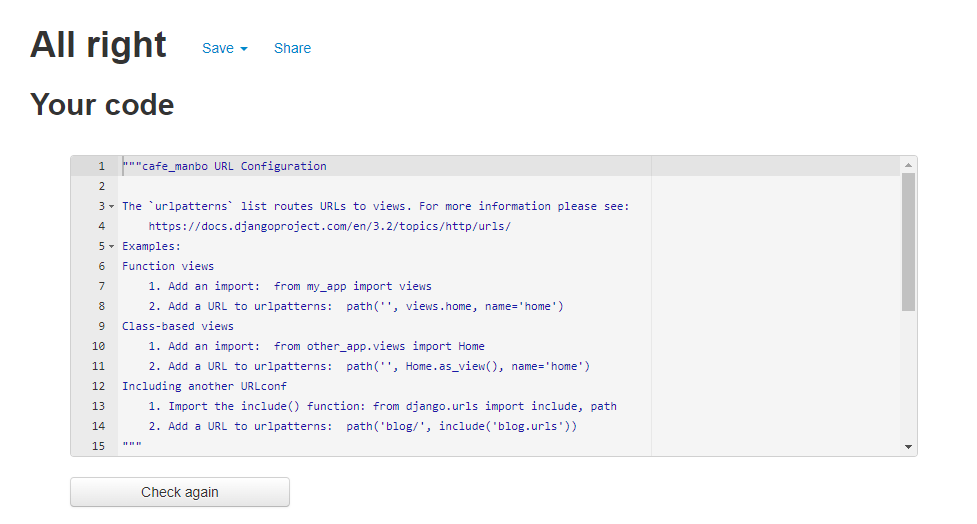 All right Save Share
Your code
1 """cafe_manbo URL Configuration
2
3 The `urlpatterns` list routes URLs to views. For more information please see:
4 https://docs.djangoproject.com/en/3.2/topics/http/urls/
5 Examples:
6 Function views
7 1. Add an import:  from my_app import views
8 2. Add a URL to urlpatterns:  path('', views.home, name='home')
9 Class-based views
10 1. Add an import:  from other_app.views import Home
11 2. Add a URL to urlpatterns:  path('', Home.as_view(), name='home')
12 Including another URLconf
13 1. Import the include() function: from django.urls import include, path
14 2. Add a URL to urlpatterns:  path('blog/', include('blog.urls'))
15 """
Check again